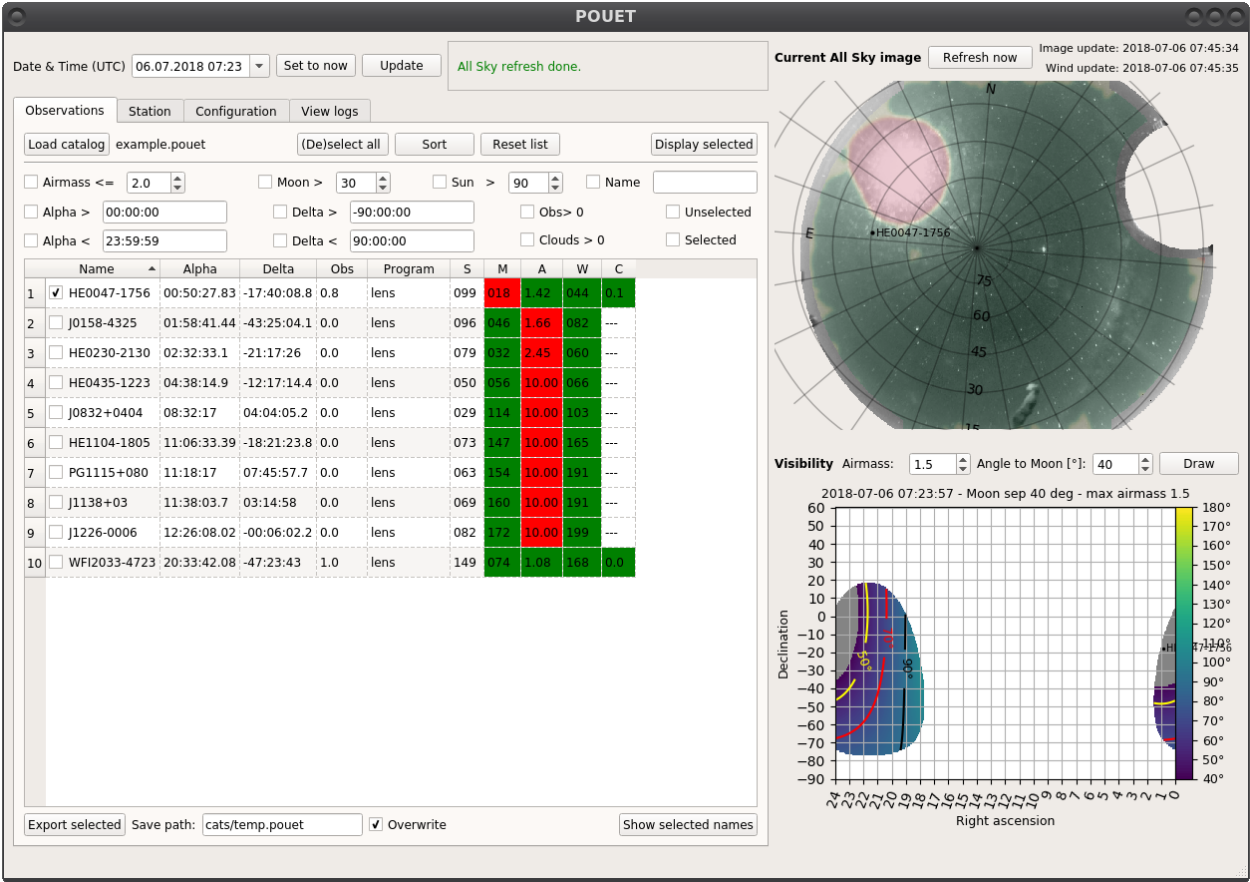 POUET
Date & Time (UTC) 06.07.2018 07:23 Set to now Update All Sky refresh done.
Observations Station Configuration View logs
Load catalog example.pouet (De)select all Sort Reset list Display selected
Airmass <= 2.0 Moon > 30 Sun > 90 Name
Alpha > 00:00:00 Delta > -90:00:00 Obs> 0 Unselected
Alpha < 23:59:59 Delta < 90:00:00 Clouds > 0 Selected
Name Alpha Delta Obs Program S M A W C
1 HE0047-1756 00:50:27.83 -17:40:08.8 0.8 lens 099 018 1.42 044 0.1
2 J0158-4325 01:58:41.44 -43:25:04.1 0.0 lens 096 046 1.66 082 ---
3 HE0230-2130 02:32:33.1 -21:17:26 0.0 lens 079 032 2.45 060 ---
4 HE0435-1223 04:38:14.9 -12:17:14.4 0.0 lens 050 056 10.00 066 ---
5 J0832+0404 08:32:17 04:04:05.2 0.0 lens 029 114 10.00 103 ---
6 HE1104-1805 11:06:33.39 -18:21:23.8 0.0 lens 073 147 10.00 165 ---
7 PG1115+080 11:18:17 07:45:57.7 0.0 lens 063 154 10.00 191 ---
8 J1138+03 11:38:03.7 03:14:58 0.0 lens 069 160 10.00 191 ---
9 J1226-0006 12:26:08.02 -00:06:02.2 0.0 lens 082 172 10.00 199 ---
10 WFI2033-4723 20:33:42.08 -47:23:43 1.0 lens 149 074 1.08 168 0.0
Export selected Save path: cats/temp.pouet Overwrite Show selected names
Current All Sky image Refresh now
Image update: 2018-07-06 07:45:34
Wind update: 2018-07-06 07:45:35
N
E
HE0047-1756
75
60
45
30
15
Visibility Airmass: 1.5 Angle to Moon [°]: 40 Draw
2018-07-06 07:23:57 - Moon sep 40 deg - max airmass 1.5
60
50
40
30
20
10
0
−10
−20
−30
−40
−50
−60
−70
−80
−90
Declination
50°
70°
90°
24 23 22 21 20 19 18 17 16 15 14 13 12 11 10 9 8 7 6 5 4 3 2 1 0
Right ascension
180°
170°
160°
150°
140°
130°
120°
110°
100°
90°
80°
70°
60°
50°
40°